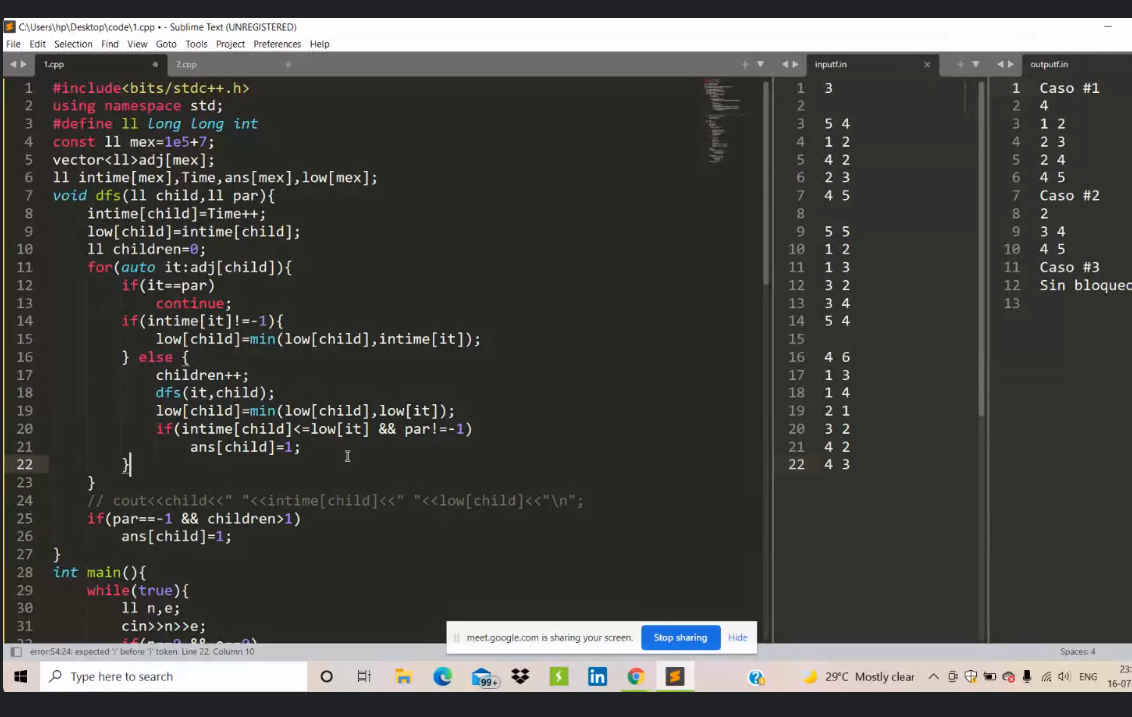 C:\Users\hp\Desktop\code\1.cpp • - Sublime Text (UNREGISTERED)
File Edit Selection Find View Goto Tools Project Preferences Help
1.cpp 2.cpp
1 #include<bits/stdc++.h>
2 using namespace std;
3 #define ll long long int
4 const ll mex=1e5+7;
5 vector<ll>adj[mex];
6 ll intime[mex],Time,ans[mex],low[mex];
7 void dfs(ll child,ll par){
8 intime[child]=Time++;
9 low[child]=intime[child];
10 ll children=0;
11 for(auto it:adj[child]){
12 if(it==par)
13 continue;
14 if(intime[it]!=-1){
15 low[child]=min(low[child],intime[it]);
16 } else {
17 children++;
18 dfs(it,child);
19 low[child]=min(low[child],low[it]);
20 if(intime[child]<=low[it] && par!=-1)
21 ans[child]=1;
22 }
23 }
24 // cout<<child<<" "<<intime[child]<<" "<<low[child]<<"\n";
25 if(par==-1 && children>1)
26 ans[child]=1;
27 }
28 int main(){
29 while(true){
30 ll n,e;
31 cin>>n>>e;
inputf.in
1 3
2
3 5 4
4 1 2
5 4 2
6 2 3
7 4 5
8
9 5 5
10 1 2
11 1 3
12 3 2
13 3 4
14 5 4
15
16 4 6
17 1 3
18 1 4
19 2 1
20 3 2
21 4 2
22 4 3
outputf.in
1 Caso #1
2 4
3 1 2
4 2 3
5 2 4
6 4 5
7 Caso #2
8 2
9 3 4
10 4 5
11 Caso #3
12 Sin bloqueo
13
meet.google.com is sharing your screen. Stop sharing Hide
error:54:24: expected ';' before '}' token. Line 22, Column 10 Spaces: 4
Type here to search
99+
29°C Mostly clear ENG
23:
16-07